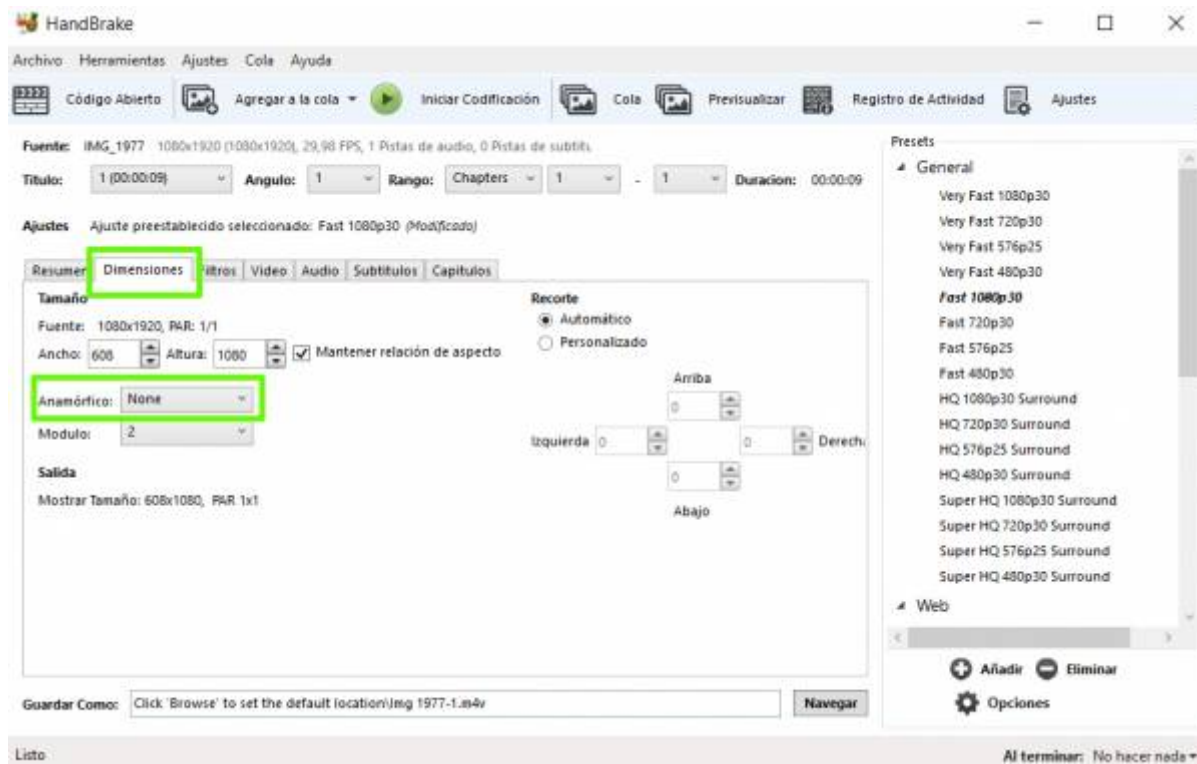 HandBrake
Archivo Herramientas Ajustes Cola Ayuda
Código Abierto Agregar a la cola Iniciar Codificación Cola Previsualizar Registro de Actividad Ajustes
Fuente: IMG_1977 1080x1920 (1080x1920), 29,98 FPS, 1 Pistas de audio, 0 Pistas de subtitu
Título: 1 (00:00:09) Angulo: 1 Rango: Chapters 1 - 1 Duracion: 00:00:09
Ajustes Ajuste preestablecido seleccionado: Fast 1080p30 (Modificado)
Resumen Dimensiones Filtros Video Audio Subtitulos Capitulos
Tamaño
Fuente: 1080x1920, PAR: 1/1
Ancho: 608 Altura: 1080 Mantener relación de aspecto
Anamórfico: None
Modulo: 2
Salida
Mostrar Tamaño: 608x1080, PAR 1x1
Recorte
Automático
Personalizado
Arriba
0
Izquierda 0 0 Derecha
0
Abajo
Guardar Como: Click 'Browse' to set the default location\Img 1977-1.m4v Navegar
Presets
General
Very Fast 1080p30
Very Fast 720p30
Very Fast 576p25
Very Fast 480p30
Fast 1080p30
Fast 720p30
Fast 576p25
Fast 480p30
HQ 1080p30 Surround
HQ 720p30 Surround
HQ 576p25 Surround
HQ 480p30 Surround
Super HQ 1080p30 Surround
Super HQ 720p30 Surround
Super HQ 576p25 Surround
Super HQ 480p30 Surround
Web
Añadir Eliminar
Opciones
Listo Al terminar: No hacer nada